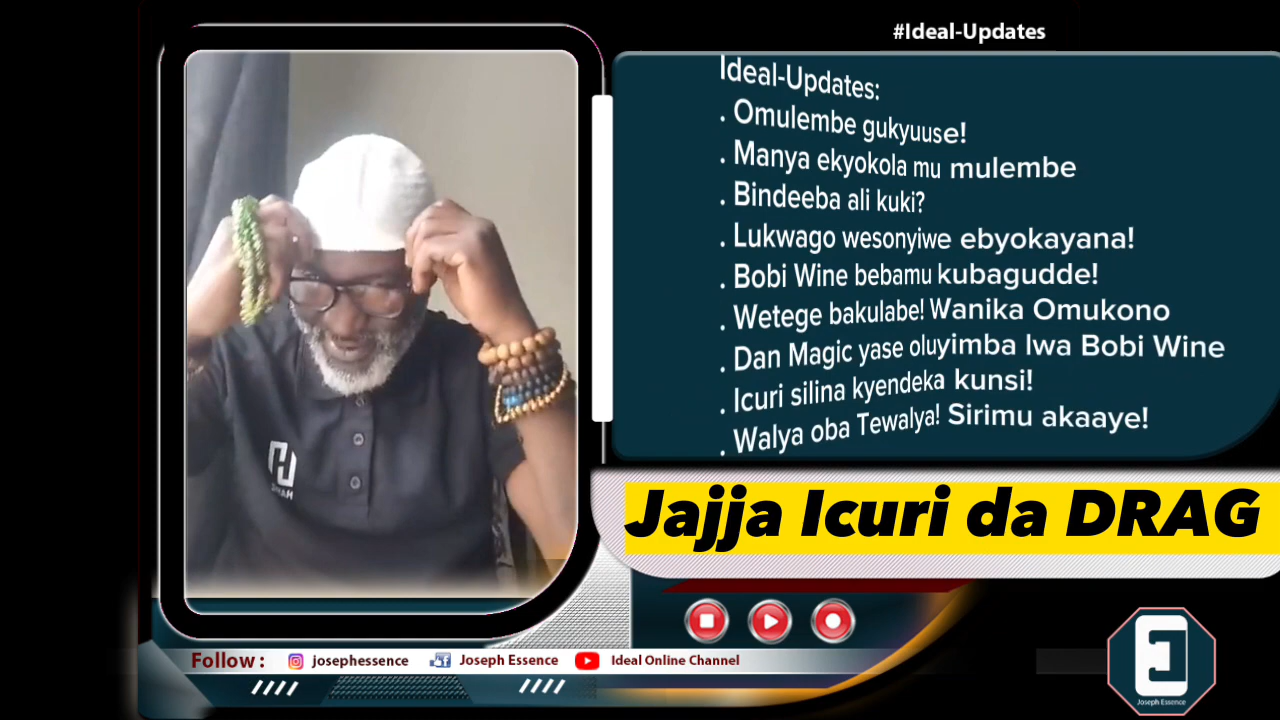 #Ideal-Updates
Ideal-Updates:
. Omulembe gukyuuse!
. Manya ekyokola mu mulembe
. Bindeeba ali kuki?
. Lukwago wesonyiwe ebyokayana!
. Bobi Wine bebamu kubagudde!
. Wetege bakulabe! Wanika Omukono
. Dan Magic yase oluyimba lwa Bobi Wine
. Icuri silina kyendeka kunsi!
. Walya oba Tewalya! Sirimu akaaye!
Jajja Icuri da DRAG
Follow : josephessence Joseph Essence Ideal Online Channel
Joseph Essence